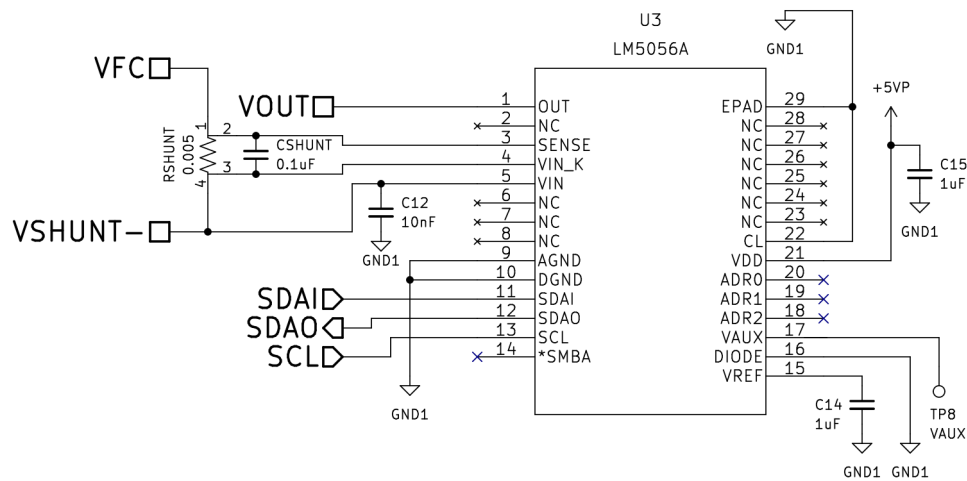 U3
LM5056A
GND1
+5VP
VFC
VOUT
RSHUNT
0.005
1
2
3
4
CSHUNT
0.1uF
VSHUNT-
C12
10nF
GND1
SDAI
SDAO
SCL
GND1
1 OUT
2 NC
3 SENSE
4 VIN_K
5 VIN
6 NC
7 NC
8 NC
9 AGND
10 DGND
11 SDAI
12 SDAO
13 SCL
14 *SMBA
EPAD 29
NC 28
NC 27
NC 26
NC 25
NC 24
NC 23
CL 22
VDD 21
ADR0 20
ADR1 19
ADR2 18
VAUX 17
DIODE 16
VREF 15
C15
1uF
GND1
C14
1uF
TP8
VAUX
GND1
GND1